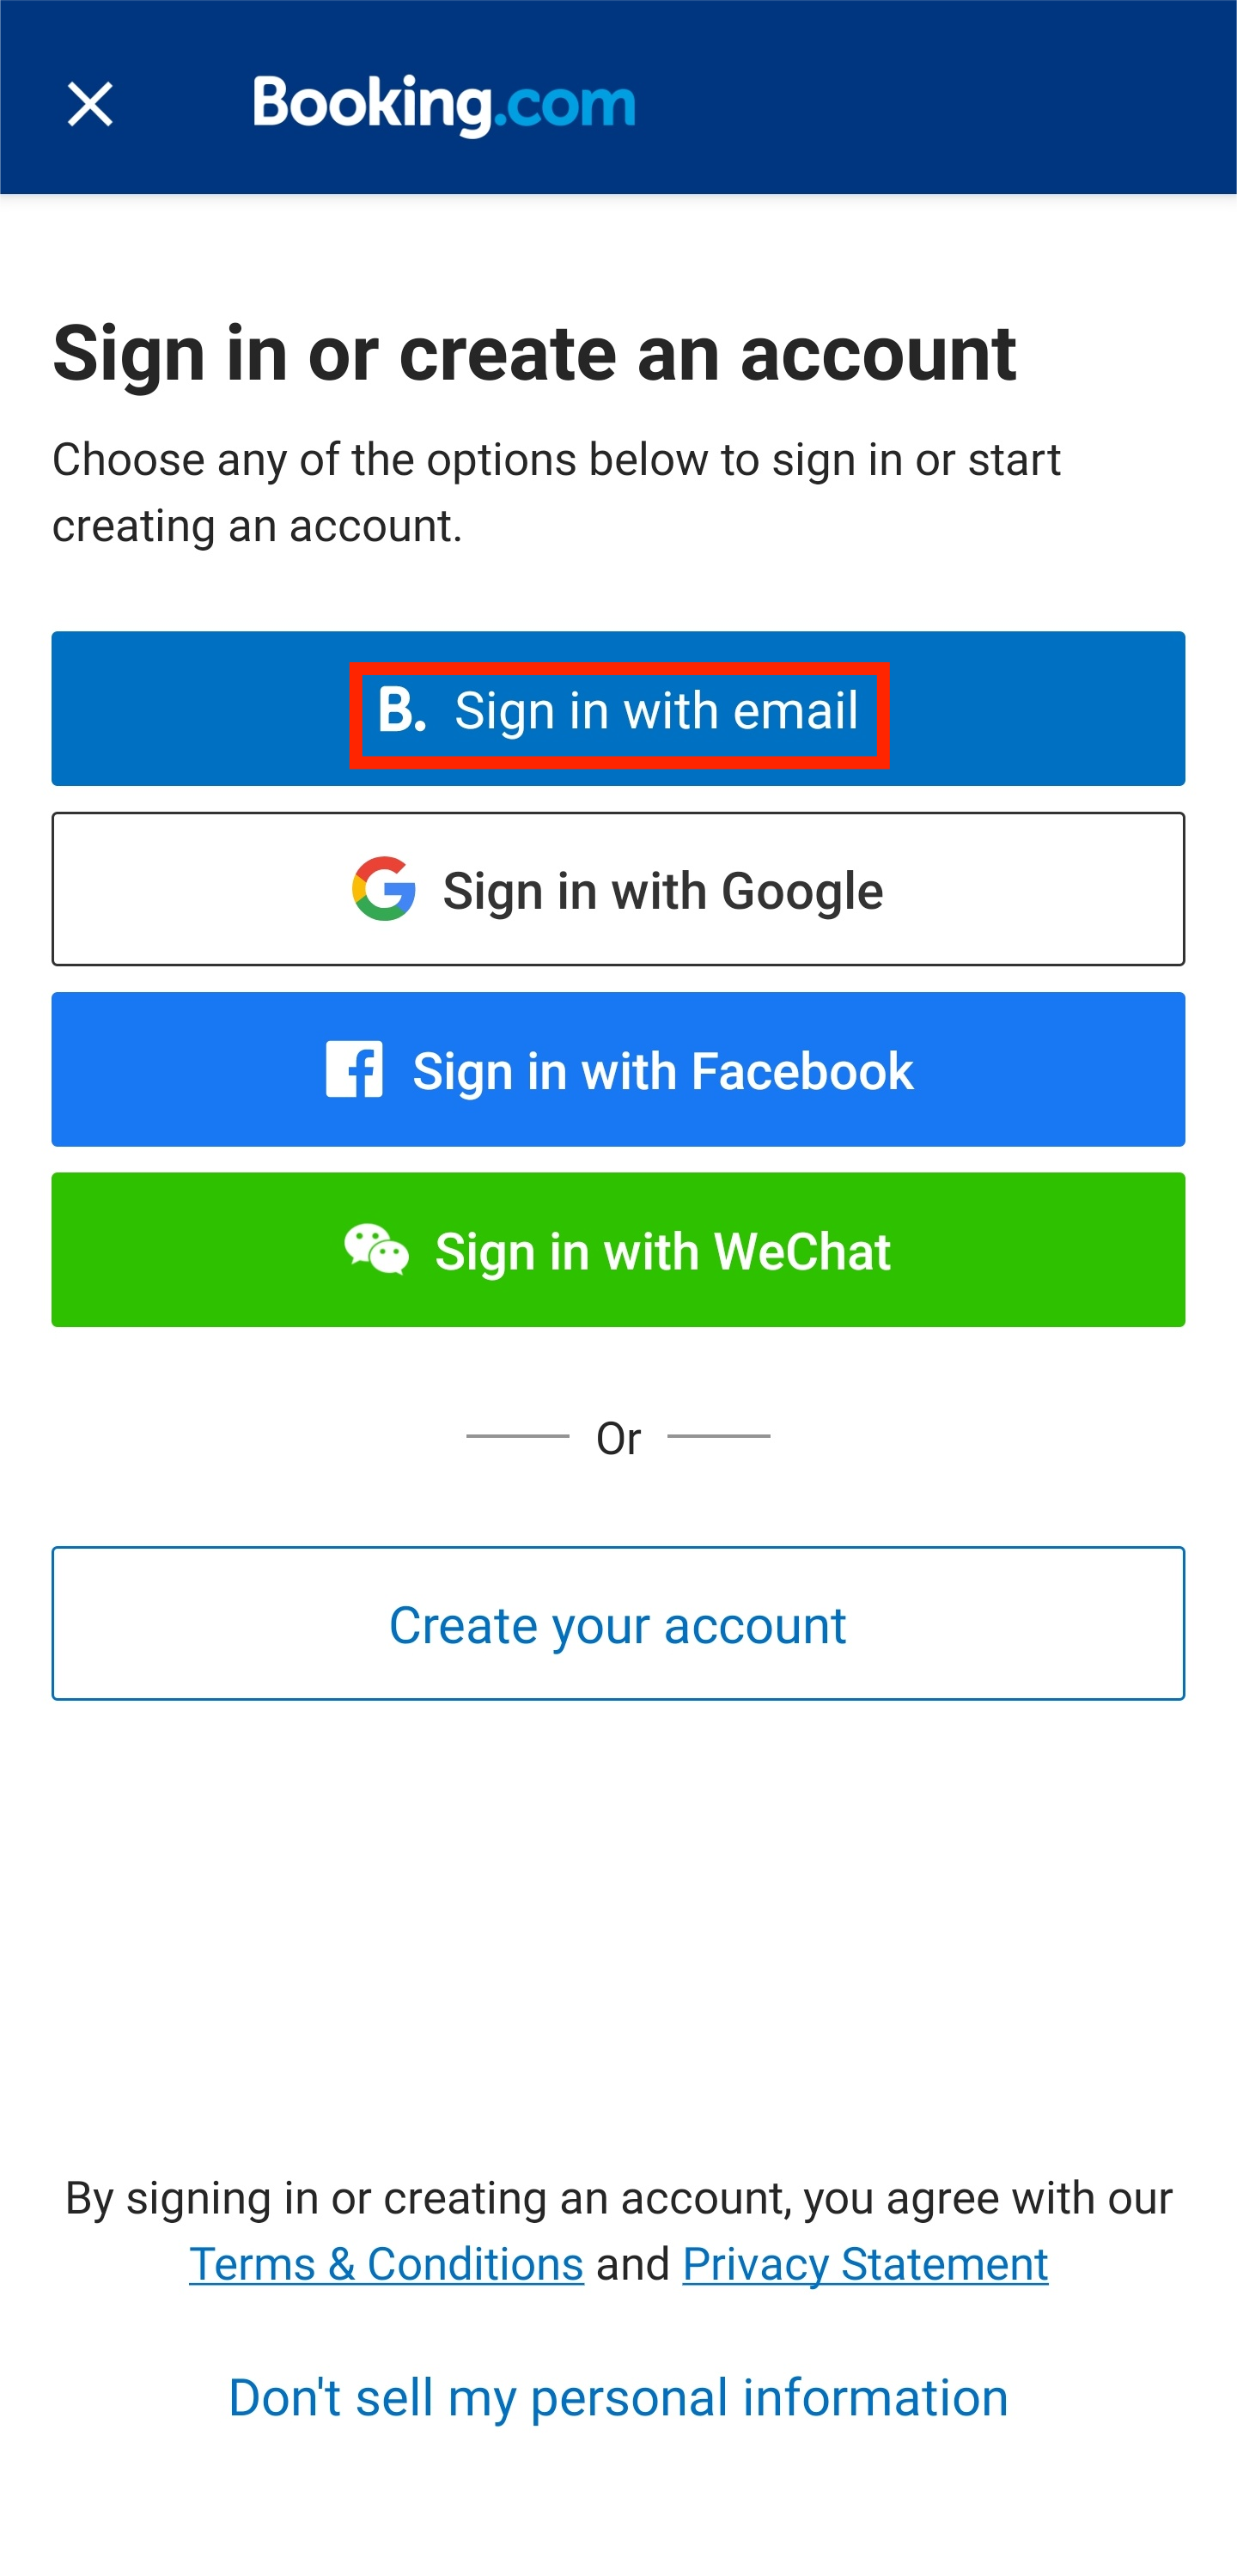 Booking.com
Sign in or create an account
Choose any of the options below to sign in or start
creating an account.
B. Sign in with email
Sign in with Google
Sign in with Facebook
Sign in with WeChat
Or
Create your account
By signing in or creating an account, you agree with our
Terms & Conditions and Privacy Statement
Don't sell my personal information